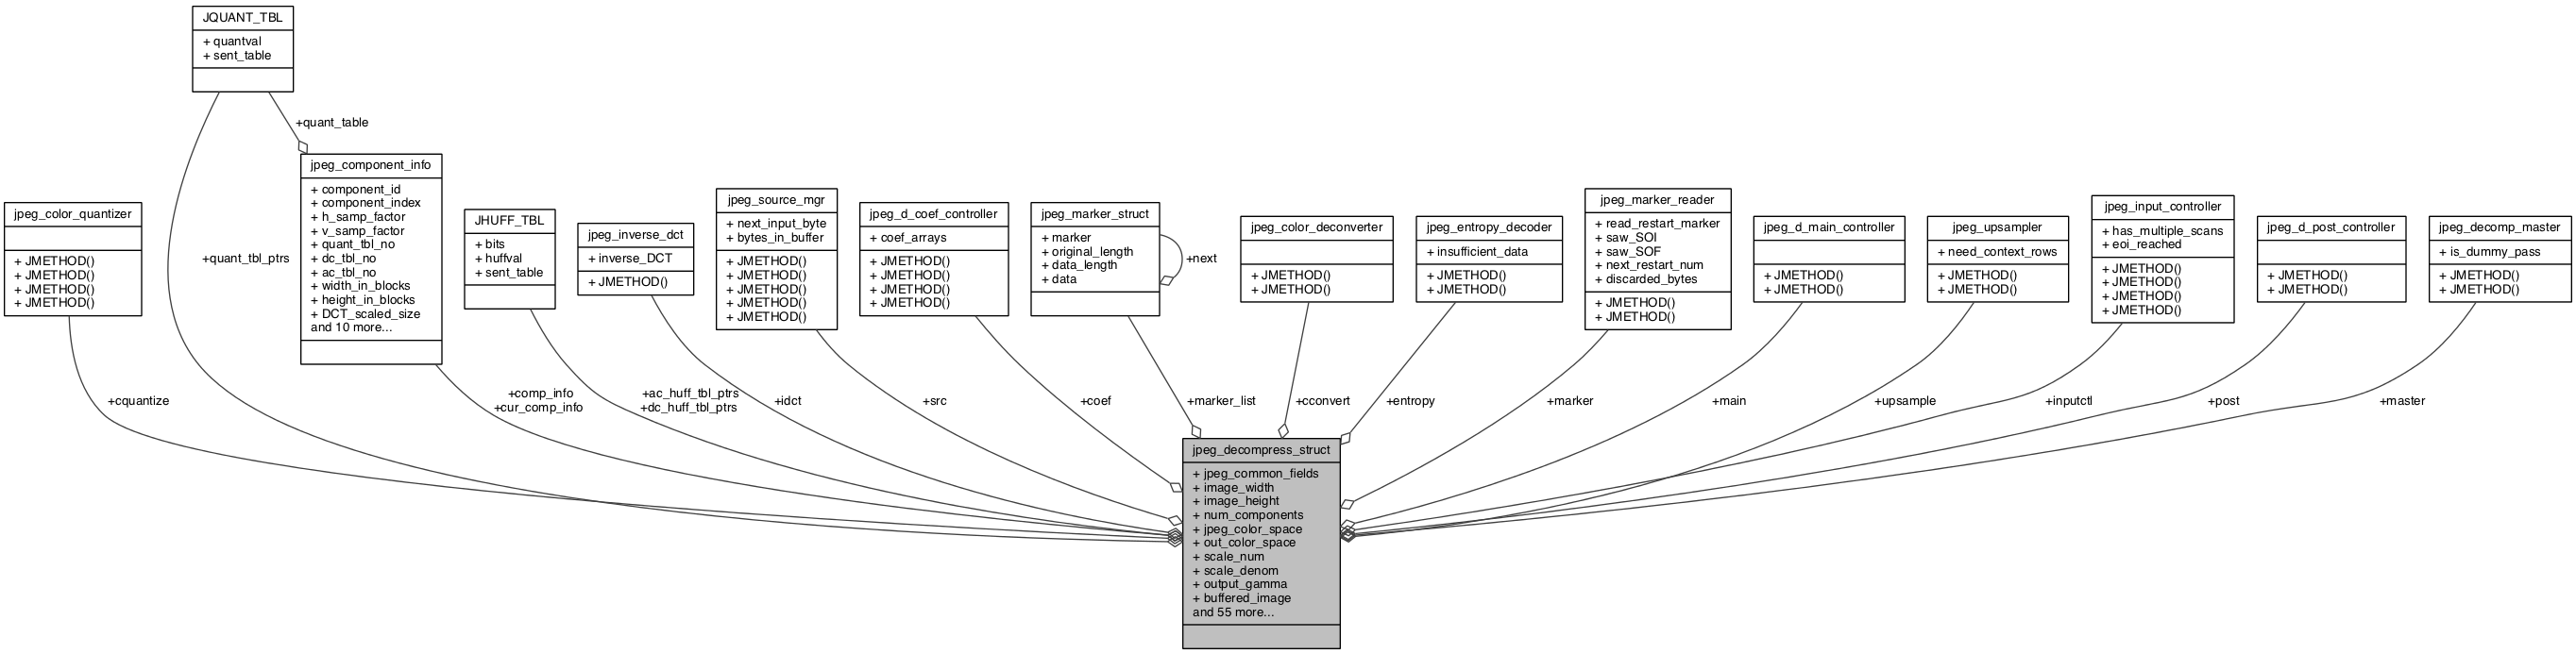 JQUANT_TBL
+ quantval
+ sent_table
+quant_table
jpeg_component_info
+ component_id
+ component_index
+ h_samp_factor
+ v_samp_factor
+ quant_tbl_no
+ dc_tbl_no
+ ac_tbl_no
+ width_in_blocks
+ height_in_blocks
+ DCT_scaled_size
and 10 more...
+quant_tbl_ptrs
jpeg_color_quantizer
+ JMETHOD()
+ JMETHOD()
+ JMETHOD()
+ JMETHOD()
JHUFF_TBL
+ bits
+ huffval
+ sent_table
jpeg_inverse_dct
+ inverse_DCT
+ JMETHOD()
jpeg_source_mgr
+ next_input_byte
+ bytes_in_buffer
+ JMETHOD()
+ JMETHOD()
+ JMETHOD()
+ JMETHOD()
+ JMETHOD()
jpeg_d_coef_controller
+ coef_arrays
+ JMETHOD()
+ JMETHOD()
+ JMETHOD()
+ JMETHOD()
jpeg_marker_struct
+ marker
+ original_length
+ data_length
+ data
+next
jpeg_color_deconverter
+ JMETHOD()
+ JMETHOD()
jpeg_entropy_decoder
+ insufficient_data
+ JMETHOD()
+ JMETHOD()
jpeg_marker_reader
+ read_restart_marker
+ saw_SOI
+ saw_SOF
+ next_restart_num
+ discarded_bytes
+ JMETHOD()
+ JMETHOD()
jpeg_d_main_controller
+ JMETHOD()
+ JMETHOD()
jpeg_upsampler
+ need_context_rows
+ JMETHOD()
+ JMETHOD()
jpeg_input_controller
+ has_multiple_scans
+ eoi_reached
+ JMETHOD()
+ JMETHOD()
+ JMETHOD()
+ JMETHOD()
jpeg_d_post_controller
+ JMETHOD()
+ JMETHOD()
jpeg_decomp_master
+ is_dummy_pass
+ JMETHOD()
+ JMETHOD()
+cquantize
+comp_info
+cur_comp_info
+ac_huff_tbl_ptrs
+dc_huff_tbl_ptrs
+idct
+src
+coef
+marker_list
+cconvert
+entropy
+marker
+main
+upsample
+inputctl
+post
+master
jpeg_decompress_struct
+ jpeg_common_fields
+ image_width
+ image_height
+ num_components
+ jpeg_color_space
+ out_color_space
+ scale_num
+ scale_denom
+ output_gamma
+ buffered_image
and 55 more...